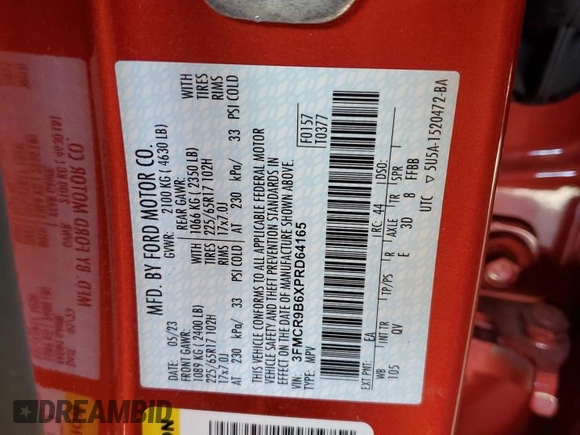 MFD. BY FORD MOTOR CO.
DATE: 05/23 GVWR: 2100 KG ( 4630 LB)
FRONT GAWR: REAR GAWR:
1089 KG ( 2400 LB) WITH 1066 KG ( 2350 LB) WITH
225/65R17 102H TIRES 225/65R17 102H TIRES
17x7.0J RIMS 17x7.0J RIMS
AT 230 kPa/ 33 PSI COLD AT 230 kPa/ 33 PSI COLD
THIS VEHICLE CONFORMS TO ALL APPLICABLE FEDERAL MOTOR
VEHICLE SAFETY AND THEFT PREVENTION STANDARDS IN
EFFECT ON THE DATE OF MANUFACTURE SHOWN ABOVE.
VIN: 3FMCR9B6XPRD64165
TYPE: MPV
F0157
T0377
EXT PNT: EA RC: 44 DSO:
WB INT TR TP/PS R AXLE TR SPR
105 QV E 3D 8 FFBB
UTC ▽ 5U5A-1520472-BA
DREAMBID